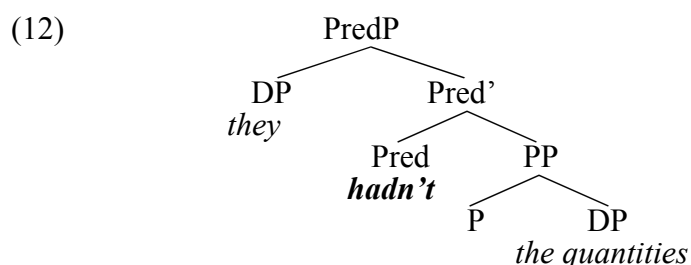 (12) PredP
DP Pred’
they
Pred PP
hadn’t
P DP
the quantities